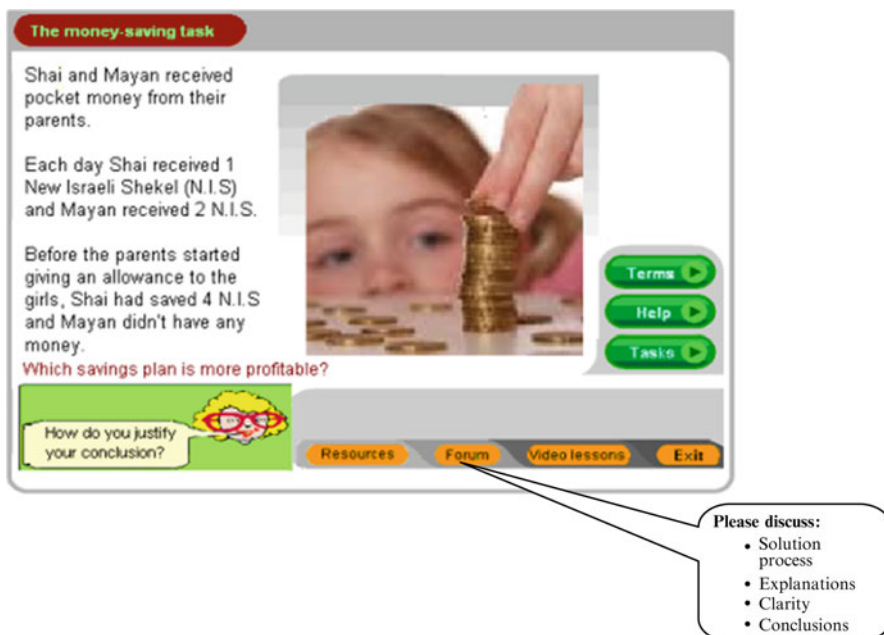 The money-saving task
Shai and Mayan received
pocket money from their
parents.
Each day Shai received 1
New Israeli Shekel (N.I.S)
and Mayan received 2 N.I.S.
Before the parents started
giving an allowance to the
girls, Shai had saved 4 N.I.S
and Mayan didn't have any
money.
Which savings plan is more profitable?
Terms
Help
Tasks
How do you justify
your conclusion?
Resources
Forum
Video lessons
Exit
Please discuss:
• Solution
process
• Explanations
• Clarity
• Conclusions